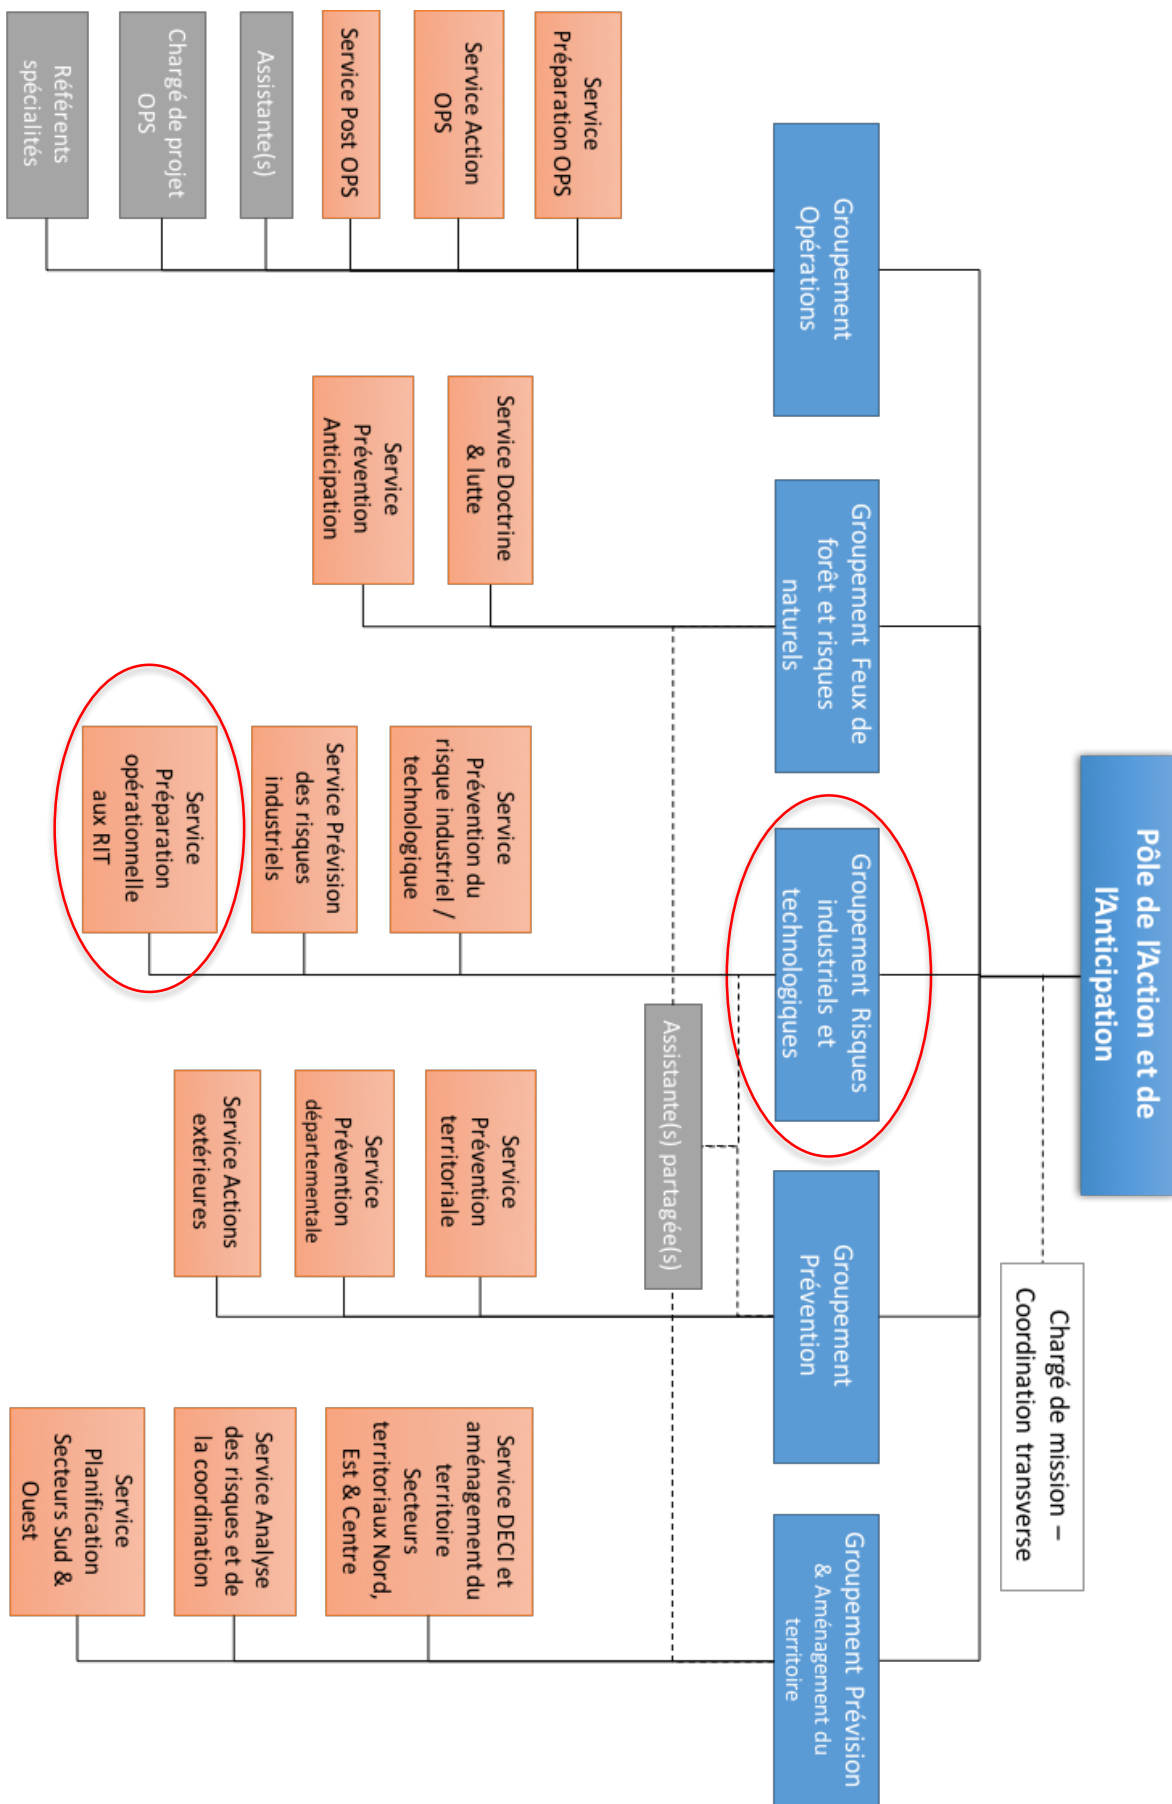 Pôle de l'Action et de
l'Anticipation
Chargé de mission –
Coordination transverse
Groupement
Opérations
Groupement Feux de
forêt et risques
naturels
Groupement Risques
industriels et
technologiques
Groupement
Prévention
Groupement Prévision
& Aménagement du
territoire
Assistante(s) partagée(s)
Service
Préparation OPS
Service Action
OPS
Service Post OPS
Assistante(s)
Chargé de projet
OPS
Référents
spécialités
Service Doctrine
& lutte
Service
Prévention
Anticipation
Service
Prévention du
risque industriel /
technologique
Service Prévision
des risques
industriels
Service
Préparation
opérationnelle
aux RIT
Service
Prévention
territoriale
Service
Prévention
départementale
Service Actions
extérieures
Service DECI et
aménagement du
territoire
Secteurs
territoriaux Nord,
Est & Centre
Service Analyse
des risques et de
la coordination
Service
Planification
Secteurs Sud &
Ouest